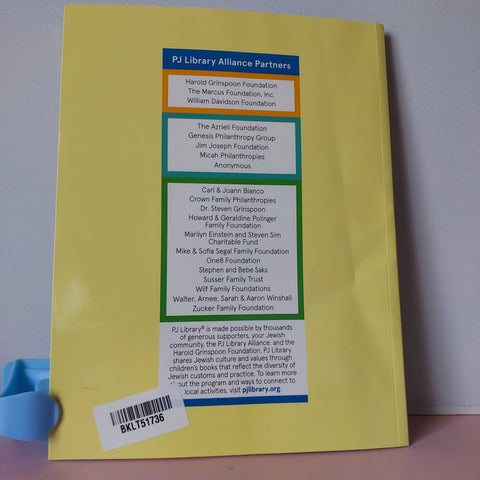 PJ Library Alliance Partners
Harold Grinspoon Foundation
The Marcus Foundation, Inc.
William Davidson Foundation
The Azrieli Foundation
Genesis Philanthropy Group
Jim Joseph Foundation
Micah Philanthropies
Anonymous
Carl & Joann Bianco
Crown Family Philanthropies
Dr. Steven Grinspoon
Howard & Geraldine Polinger
Family Foundation
Marilyn Einstein and Steven Sim
Charitable Fund
Mike & Sofia Segal Family Foundation
One8 Foundation
Stephen and Bebe Saks
Susser Family Trust
Wilf Family Foundations
Walter, Arnee, Sarah & Aaron Winshall
Zucker Family Foundation
PJ Library® is made possible by thousands
of generous supporters, your Jewish
community, the PJ Library Alliance, and the
Harold Grinspoon Foundation. PJ Library
shares Jewish culture and values through
children's books that reflect the diversity of
Jewish customs and practice. To learn more
out the program and ways to connect to
local activities, visit pjlibrary.org.
BKLT51736